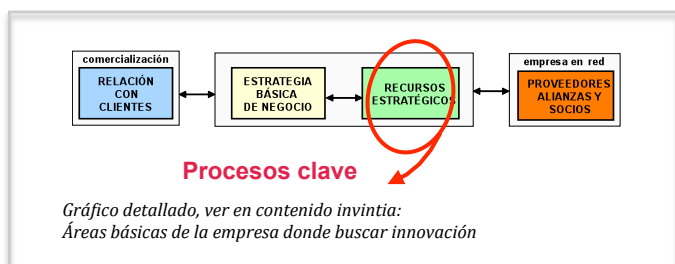 comercialización
RELACIÓN
CON
CLIENTES
ESTRATEGIA
BÁSICA
DE NEGOCIO
RECURSOS
ESTRATÉGICOS
empresa en red
PROVEEDORES
ALIANZAS Y
SOCIOS
Procesos clave
Gráfico detallado, ver en contenido invintia:
Áreas básicas de la empresa donde buscar innovación